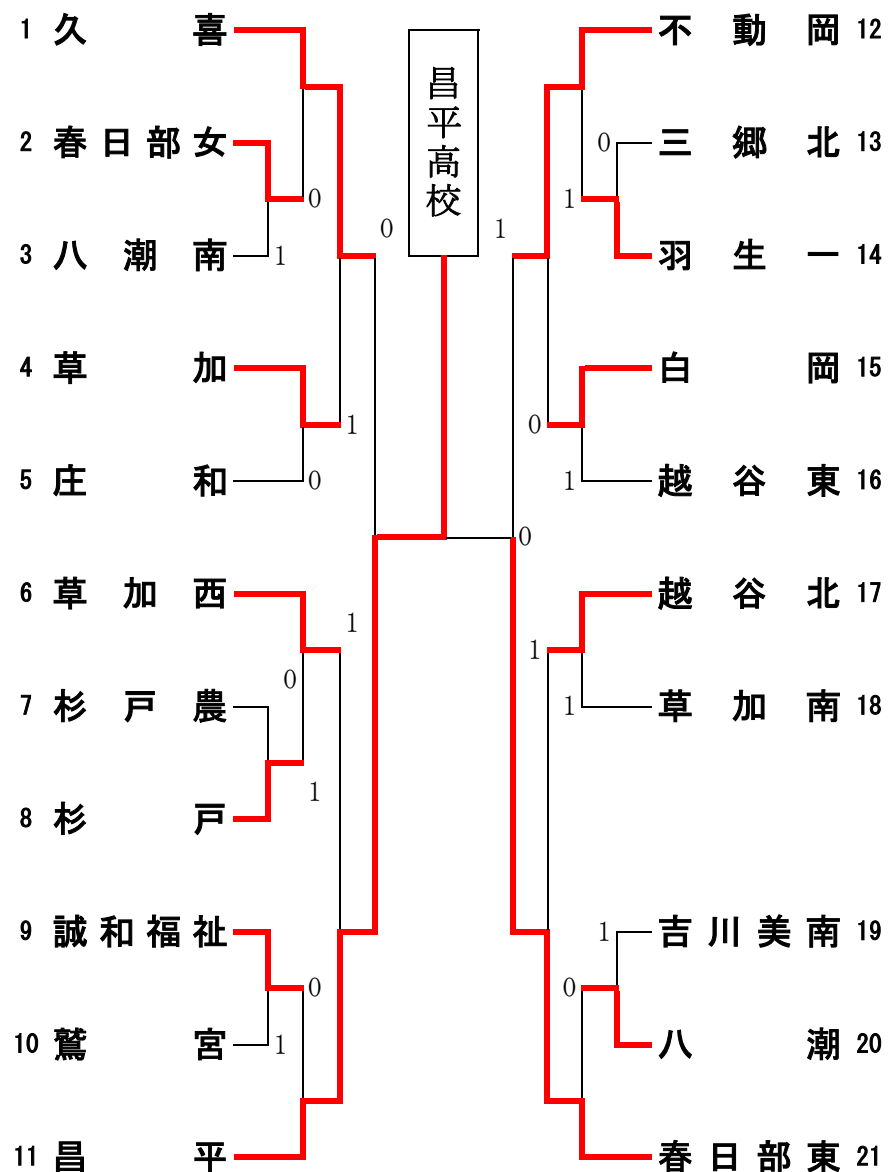 1 久喜
2 春日部女
3 八潮南
4 草加
5 庄和
6 草加西
7 杉戸農
8 杉戸
9 誠和福祉
10 鷲宮
11 昌平
0
1
1
0
0
1
0
1
0
1
昌平高校
1
0
0
1
0
1
1
1
1
0
不動岡 12
三郷北 13
羽生一 14
白岡 15
越谷東 16
越谷北 17
草加南 18
吉川美南 19
八潮 20
春日部東 21